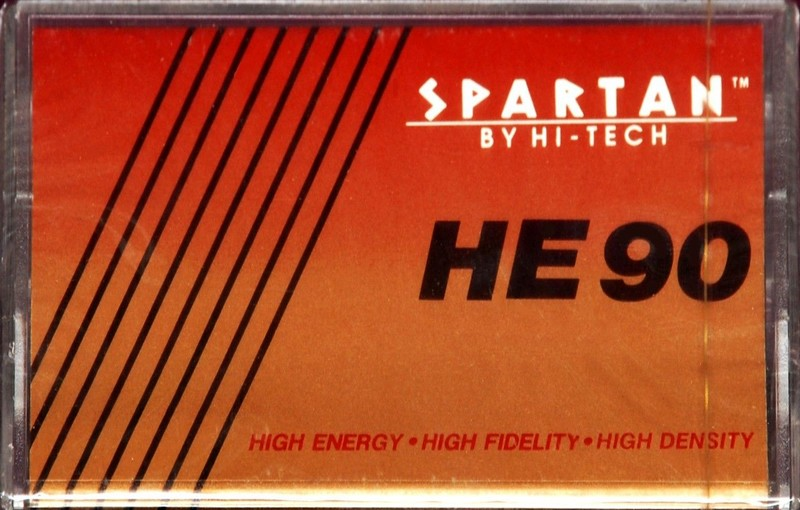 SPARTAN™
BY HI-TECH
HE 90
HIGH ENERGY • HIGH FIDELITY • HIGH DENSITY